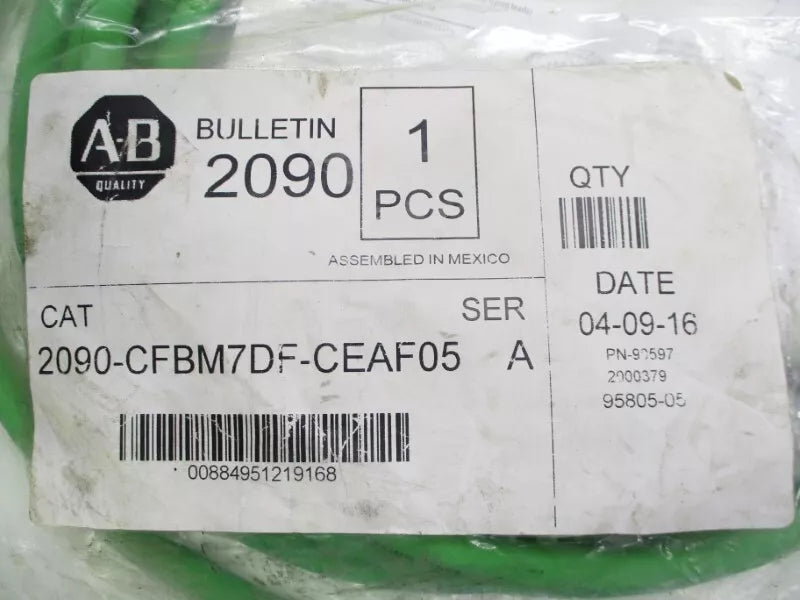 A-B
QUALITY
BULLETIN
2090
1
PCS
ASSEMBLED IN MEXICO
CAT
SER
2090-CFBM7DF-CEAF05 A
00884951219168
QTY
DATE
04-09-16
2000379
95805-05